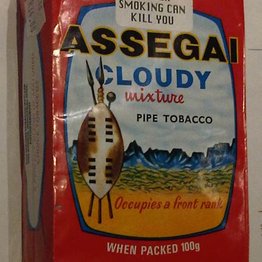 SMOKING CAN
KILL YOU
ASSEGAI
CLOUDY
mixture
PIPE TOBACCO
Occupies a front rank
WHEN PACKED 100g